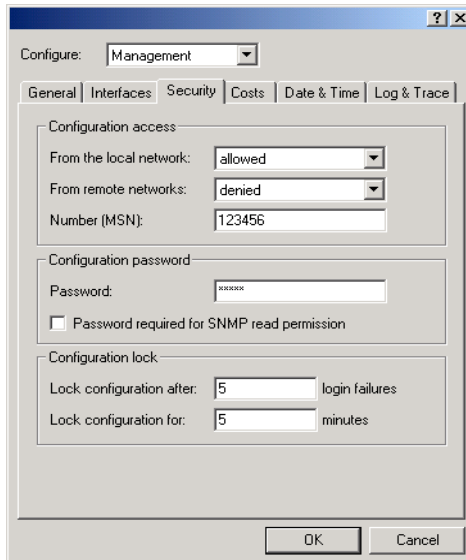 Configure: Management
General Interfaces Security Costs Date & Time Log & Trace
Configuration access
From the local network: allowed
From remote networks: denied
Number (MSN): 123456
Configuration password
Password: xxxxx
Password required for SNMP read permission
Configuration lock
Lock configuration after: 5 login failures
Lock configuration for: 5 minutes
OK Cancel